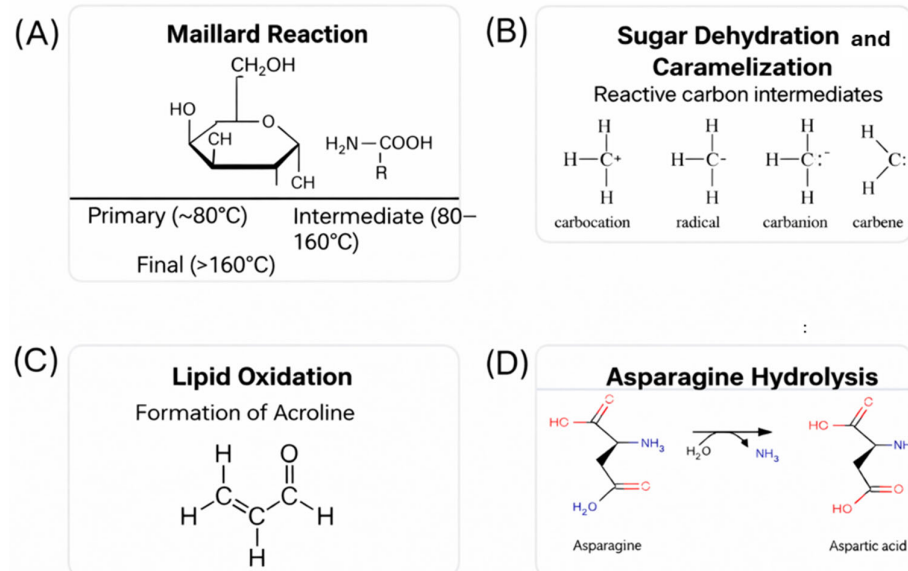 (A)
Maillard Reaction
CH₂OH
HO
O
CH
CH
H₂N—COOH
R
Primary (~80°C)
Intermediate (80–
160°C)
Final (>160°C)
(B)
Sugar Dehydration and
Caramelization
Reactive carbon intermediates
H H H H
H—C+ H—C- H—C:⁻ C:
H H H H
carbocation radical carbanion carbene
:
(C)
Lipid Oxidation
Formation of Acroline
H O
C C
H C H
H
(D)
Asparagine Hydrolysis
O O
HC HO
NH₃ NH
H₂O NH₃
O O
H₂O HO
Asparagine Aspartic acid